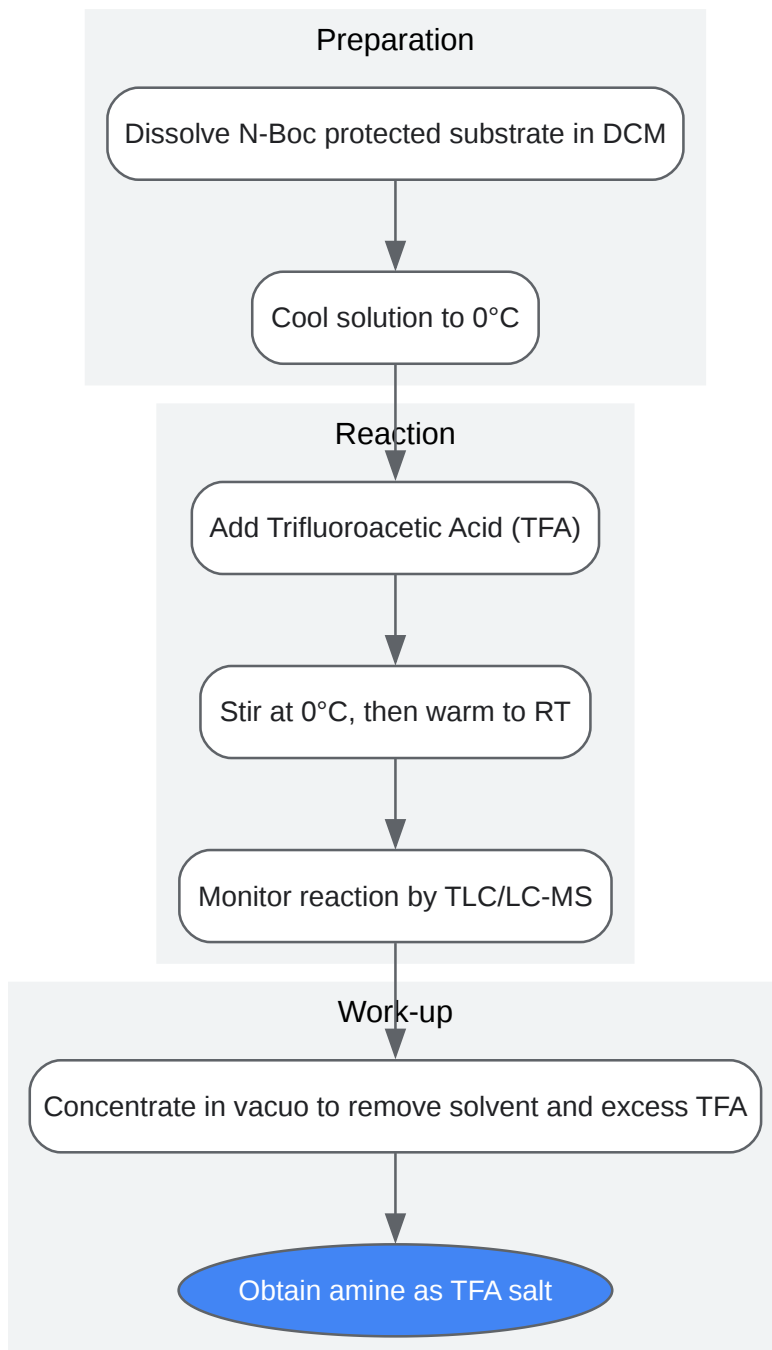 Preparation
Dissolve N-Boc protected substrate in DCM
Cool solution to 0°C
Reaction
Add Trifluoroacetic Acid (TFA)
Stir at 0°C, then warm to RT
Monitor reaction by TLC/LC-MS
Work-up
Concentrate in vacuo to remove solvent and excess TFA
Obtain amine as TFA salt